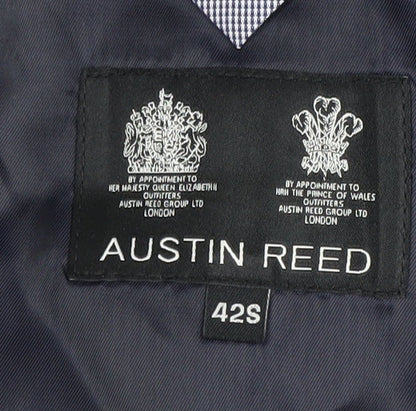 BY APPOINTMENT TO
HER MAJESTY QUEEN ELIZABETH II
OUTFITTERS
AUSTIN REED GROUP LTD
LONDON
BY APPOINTMENT TO
HRH THE PRINCE OF WALES
OUTFITTERS
AUSTIN REED GROUP LTD
LONDON
AUSTIN REED
42S